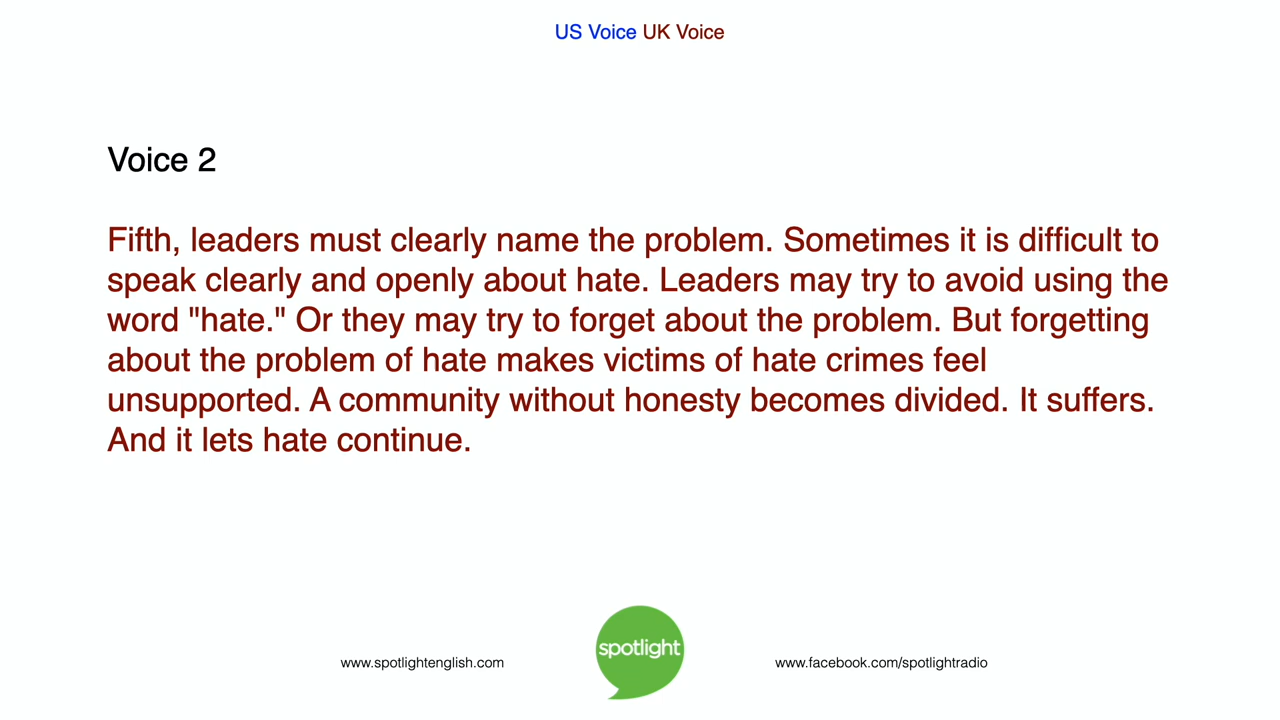 US Voice UK Voice
Voice 2
Fifth, leaders must clearly name the problem. Sometimes it is difficult to
speak clearly and openly about hate. Leaders may try to avoid using the
word "hate." Or they may try to forget about the problem. But forgetting
about the problem of hate makes victims of hate crimes feel
unsupported. A community without honesty becomes divided. It suffers.
And it lets hate continue.
spotlight
www.spotlightenglish.com
www.facebook.com/spotlightradio